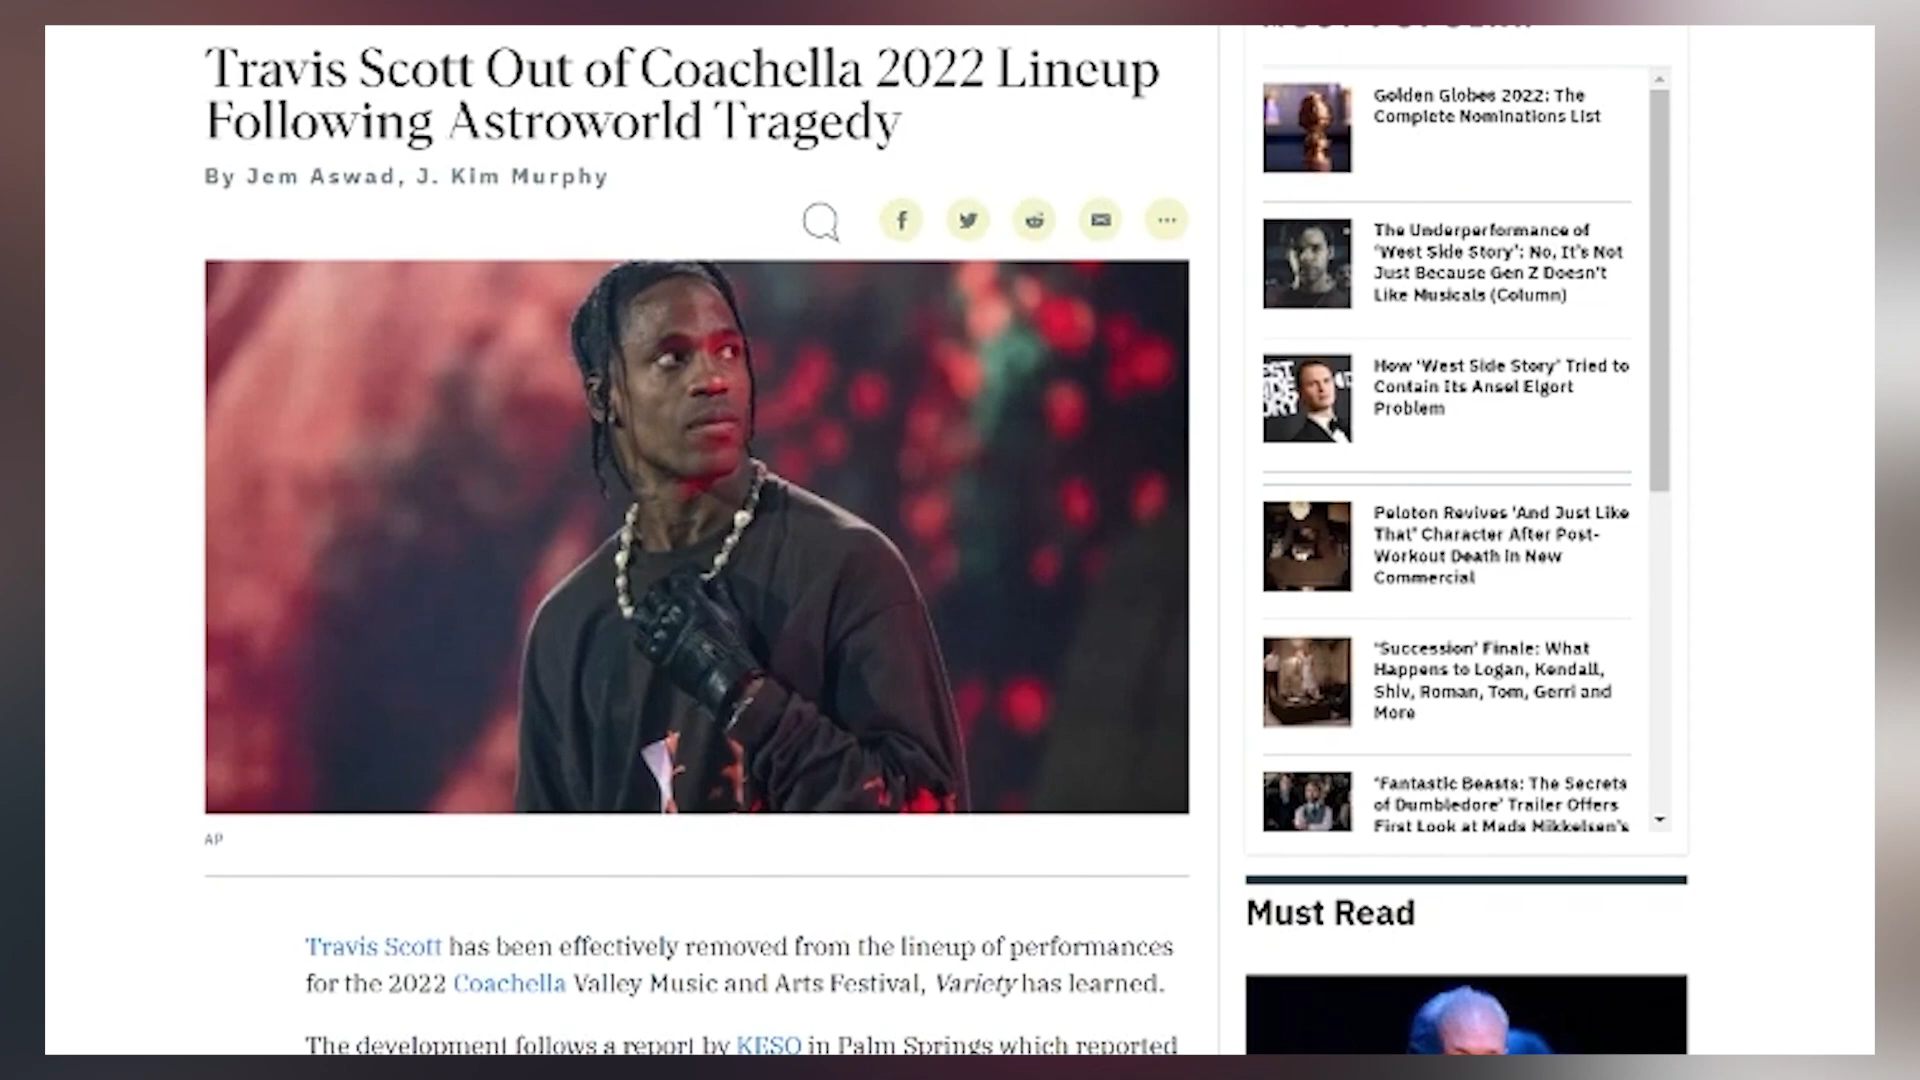 Travis Scott Out of Coachella 2022 Lineup
Following Astroworld Tragedy
By Jem Aswad, J. Kim Murphy
AP
Travis Scott has been effectively removed from the lineup of performances
for the 2022 Coachella Valley Music and Arts Festival, Variety has learned.
The development follows a report by KESQ in Palm Springs which reported
Golden Globes 2022: The
Complete Nominations List
The Underperformance of
‘West Side Story’: No, It’s Not
Just Because Gen Z Doesn’t
Like Musicals (Column)
How ‘West Side Story’ Tried to
Contain Its Ansel Elgort
Problem
Peloton Revives ‘And Just Like
That’ Character After Post-
Workout Death in New
Commercial
‘Succession’ Finale: What
Happens to Logan, Kendall,
Shiv, Roman, Tom, Gerri and
More
‘Fantastic Beasts: The Secrets
of Dumbledore’ Trailer Offers
First Look at Mads Mikkelsen’s
Must Read